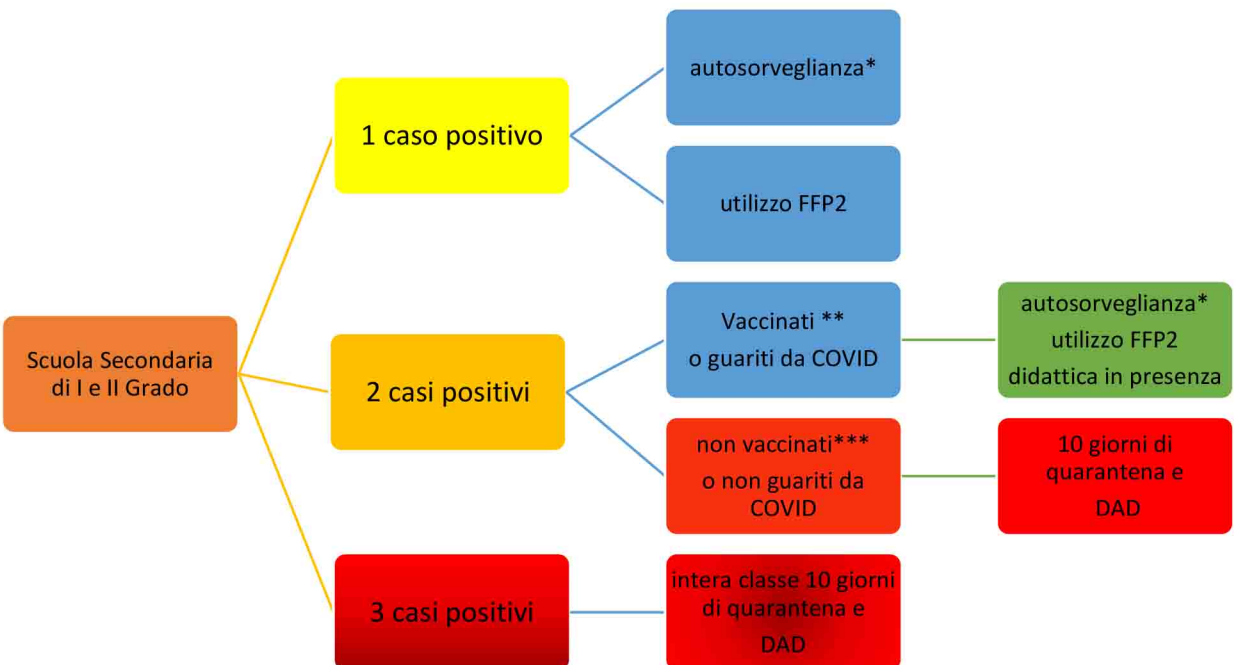 Scuola Secondaria
di I e II Grado
1 caso positivo
autosorveglianza*
utilizzo FFP2
2 casi positivi
Vaccinati **
o guariti da COVID
autosorveglianza*
utilizzo FFP2
didattica in presenza
non vaccinati***
o non guariti da
COVID
10 giorni di
quarantena e
DAD
3 casi positivi
intera classe 10 giorni
di quarantena e
DAD